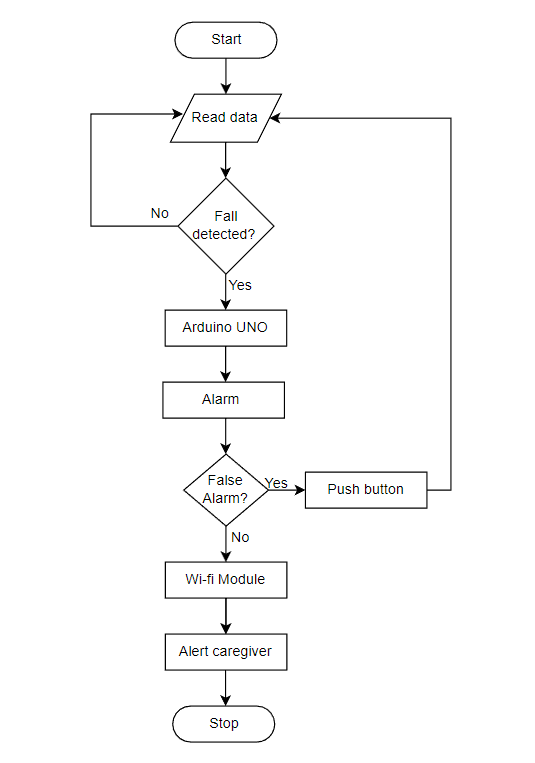 Start
Read data
No
Fall
detected?
Yes
Arduino UNO
Alarm
False
Alarm?
Yes
Push button
No
Wi-fi Module
Alert caregiver
Stop